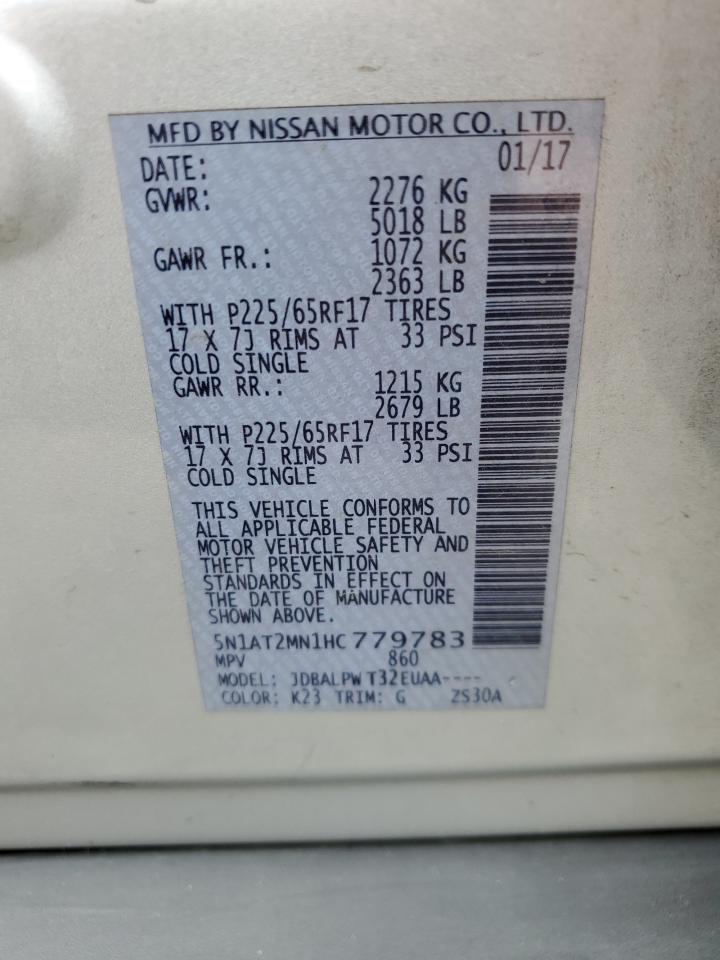 MFD BY NISSAN MOTOR CO., LTD.
DATE: 01/17
GVWR: 2276 KG
5018 LB
GAWR FR.: 1072 KG
2363 LB
WITH P225/65RF17 TIRES
17 X 7J RIMS AT 33 PSI
COLD SINGLE
GAWR RR.: 1215 KG
2679 LB
WITH P225/65RF17 TIRES
17 X 7J RIMS AT 33 PSI
COLD SINGLE
THIS VEHICLE CONFORMS TO
ALL APPLICABLE FEDERAL
MOTOR VEHICLE SAFETY AND
THEFT PREVENTION
STANDARDS IN EFFECT ON
THE DATE OF MANUFACTURE
SHOWN ABOVE.
5N1AT2MN1HC779783
MPV 860
MODEL: JDBALPW T32EUAA----
COLOR: K23 TRIM: G ZS30A